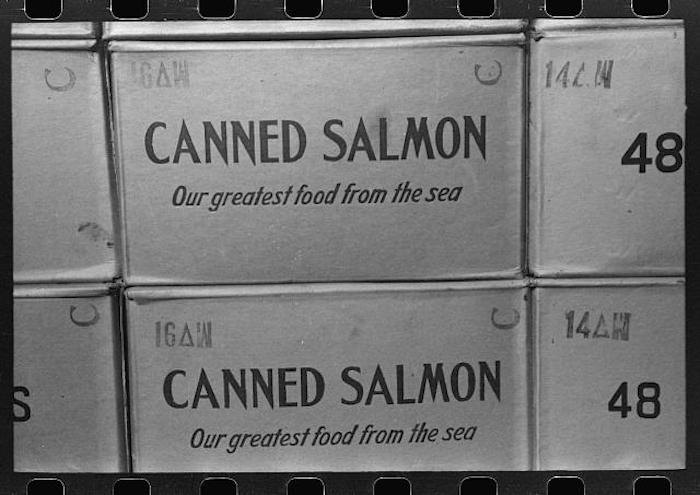 C
16ΔW
C
14Δ W
CANNED SALMON
48
Our greatest food from the sea
C
16ΔW
C
14ΔW
CANNED SALMON
S
48
Our greatest food from the sea